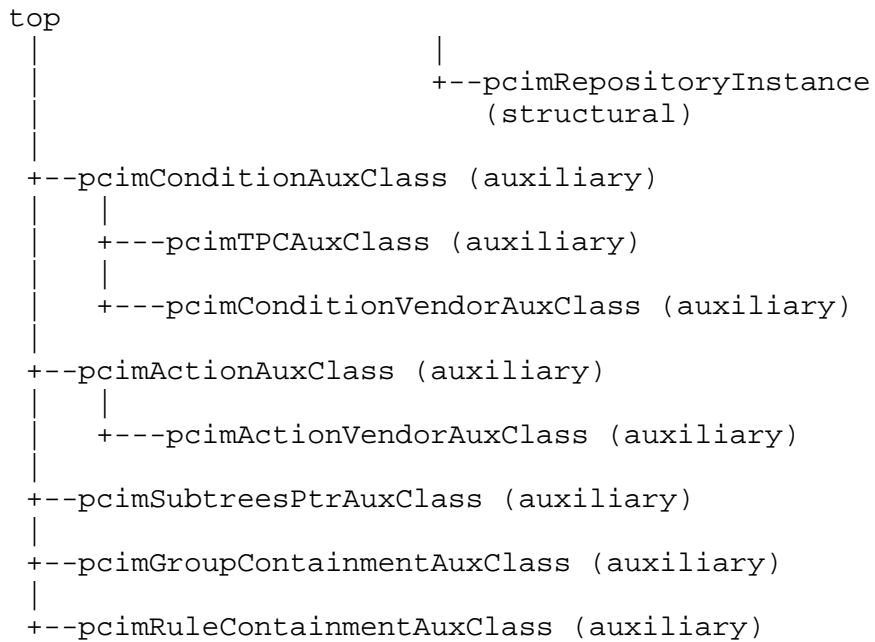 top
 |                       |
 |                       +--pcimRepositoryInstance
 |                          (structural)
 |
 +--pcimConditionAuxClass (auxiliary)
 |   |
 |   +---pcimTPCAuxClass (auxiliary)
 |   |
 |   +---pcimConditionVendorAuxClass (auxiliary)
 |
 +--pcimActionAuxClass (auxiliary)
 |   |
 |   +---pcimActionVendorAuxClass (auxiliary)
 |
 +--pcimSubtreesPtrAuxClass (auxiliary)
 |
 +--pcimGroupContainmentAuxClass (auxiliary)
 |
 +--pcimRuleContainmentAuxClass (auxiliary)